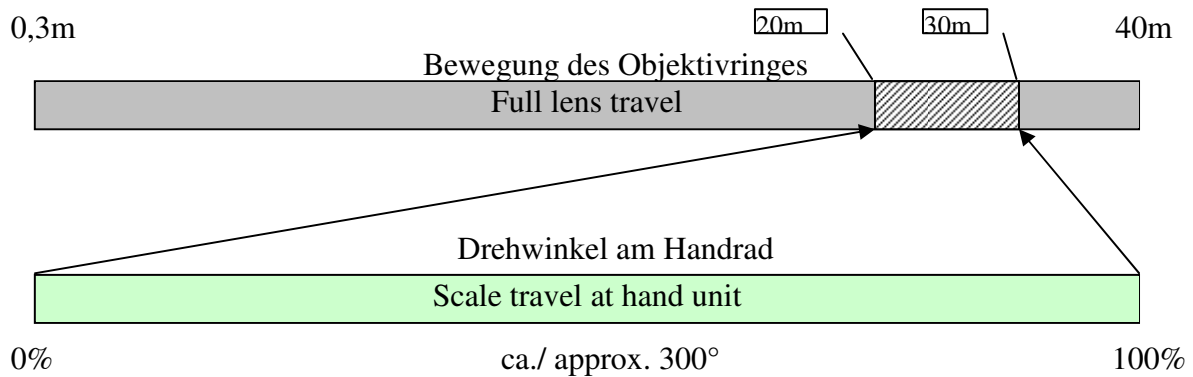 0,3m
20m
30m
40m
Bewegung des Objektivringes
Full lens travel
Drehwinkel am Handrad
Scale travel at hand unit
0%
ca./ approx. 300°
100%